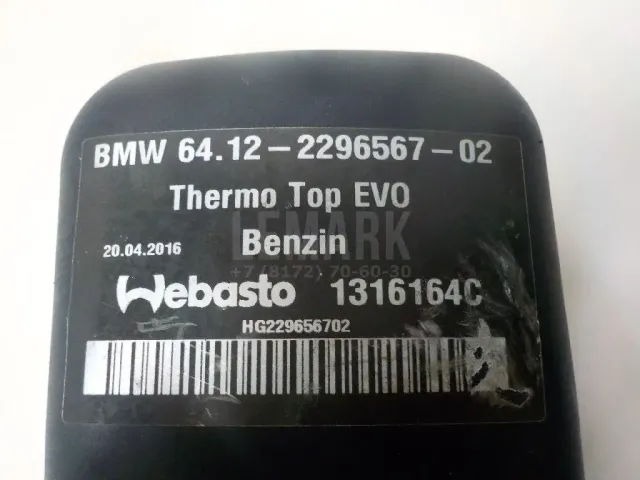 BMW 64.12-2296567-02
Thermo Top EVO
LEMARK
Benzin
+7 (8172) 70-60-30
20.04.2016
Webasto 1316164C
HG229656702